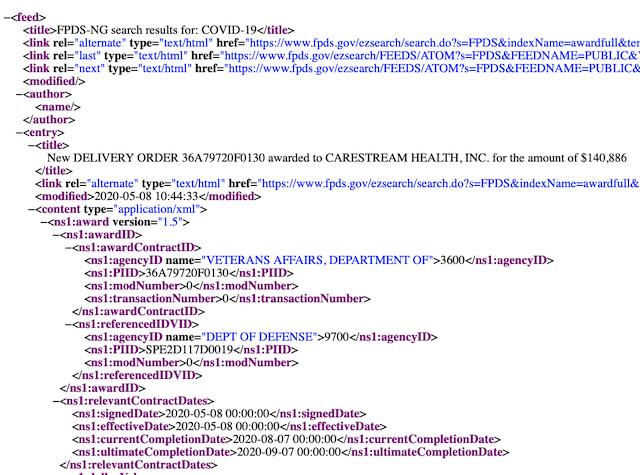 −<feed>
<title>FPDS-NG search results for: COVID-19</title>
<link rel="alternate" type="text/html" href="https://www.fpds.gov/ezsearch/search.do?s=FPDS&indexName=awardfull&ten
<link rel="last" type="text/html" href="https://www.fpds.gov/ezsearch/FEEDS/ATOM?s=FPDS&FEEDNAME=PUBLIC&V
<link rel="next" type="text/html" href="https://www.fpds.gov/ezsearch/FEEDS/ATOM?s=FPDS&FEEDNAME=PUBLIC&
<modified/>
−<author>
<name/>
</author>
−<entry>
−<title>
New DELIVERY ORDER 36A79720F0130 awarded to CARESTREAM HEALTH, INC. for the amount of $140,886
</title>
<link rel="alternate" type="text/html" href="https://www.fpds.gov/ezsearch/search.do?s=FPDS&indexName=awardfull&
<modified>2020-05-08 10:44:33</modified>
−<content type="application/xml">
−<ns1:award version="1.5">
−<ns1:awardID>
−<ns1:awardContractID>
<ns1:agencyID name="VETERANS AFFAIRS, DEPARTMENT OF">3600</ns1:agencyID>
<ns1:PIID>36A79720F0130</ns1:PIID>
<ns1:modNumber>0</ns1:modNumber>
<ns1:transactionNumber>0</ns1:transactionNumber>
</ns1:awardContractID>
−<ns1:referencedIDVID>
<ns1:agencyID name="DEPT OF DEFENSE">9700</ns1:agencyID>
<ns1:PIID>SPE2D117D0019</ns1:PIID>
<ns1:modNumber>0</ns1:modNumber>
</ns1:referencedIDVID>
</ns1:awardID>
−<ns1:relevantContractDates>
<ns1:signedDate>2020-05-08 00:00:00</ns1:signedDate>
<ns1:effectiveDate>2020-05-08 00:00:00</ns1:effectiveDate>
<ns1:currentCompletionDate>2020-08-07 00:00:00</ns1:currentCompletionDate>
<ns1:ultimateCompletionDate>2020-09-07 00:00:00</ns1:ultimateCompletionDate>
</ns1:relevantContractDates>